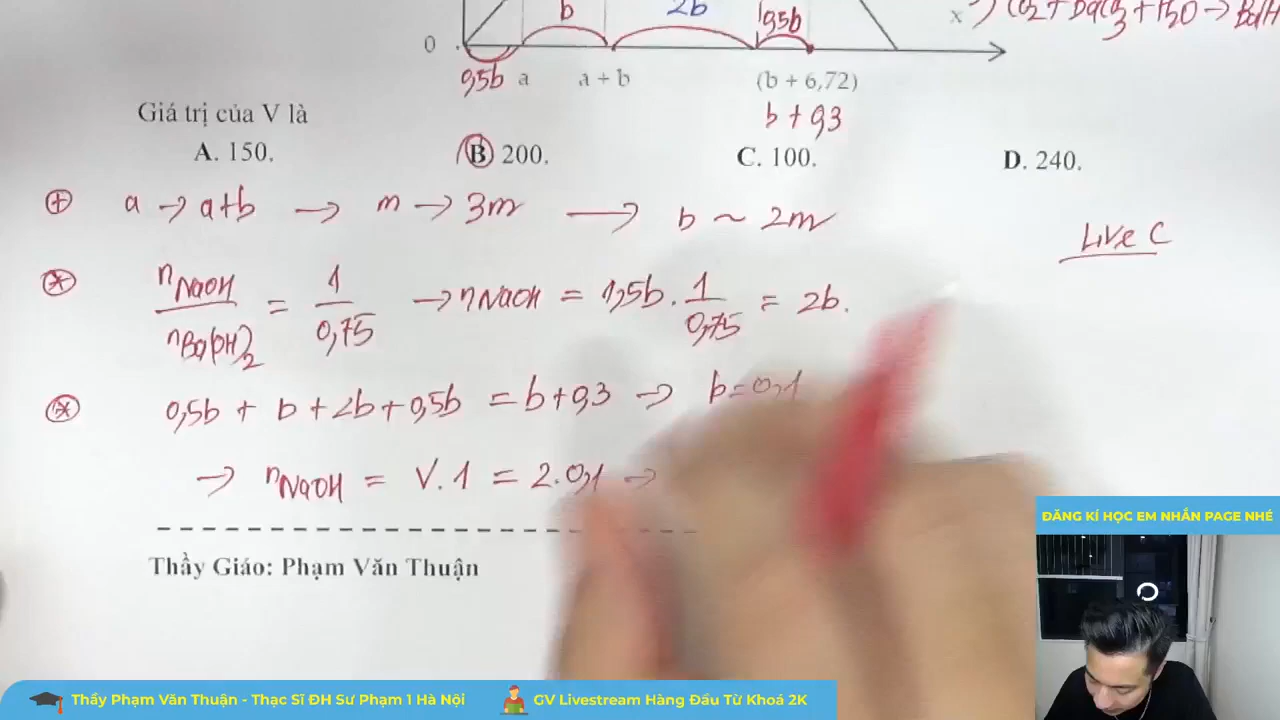 b 2b 0,5b
x
CO2 + BaCO3 + H2O →
0
0,5b a a + b (b + 6,72)
b + 0,3
Giá trị của V là
A. 150. B 200. C. 100. D. 240.
+ a → a+b → m → 3m → b ~ 2m
Live C
* nNaOH / nBa(OH)2 = 1 / 0,75 → nNaOH = 1,5b . 1 / 0,75 = 2b.
* 0,5b + b + 2b + 0,5b = b + 0,3 → b = 0,1
→ nNaOH = V.1 = 2.0,1 →
Thầy Giáo: Phạm Văn Thuận
ĐĂNG KÍ HỌC EM NHẮN PAGE NHÉ
Thầy Phạm Văn Thuận - Thạc Sĩ ĐH Sư Phạm 1 Hà Nội
GV Livestream Hàng Đầu Từ Khoá 2K